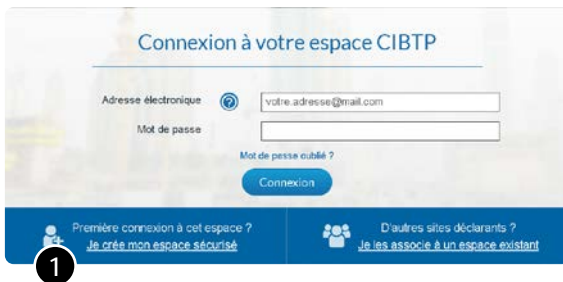 Connexion à votre espace CIBTP
Adresse électronique ? votre.adresse@mail.com
Mot de passe
Mot de passe oublié ?
Connexion
Première connexion à cet espace ?
Je crée mon espace sécurisé
D'autres sites déclarants ?
Je les associe à un espace existant
1